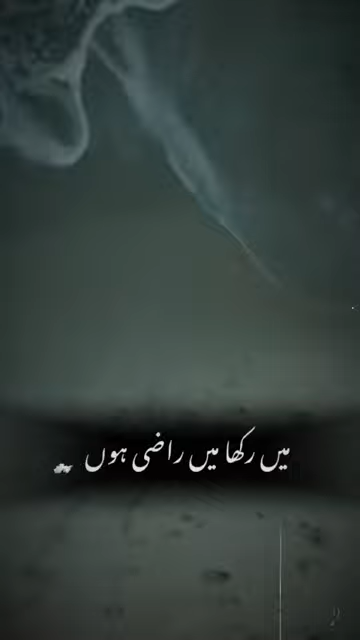 میں رکھا میں راضی ہوں